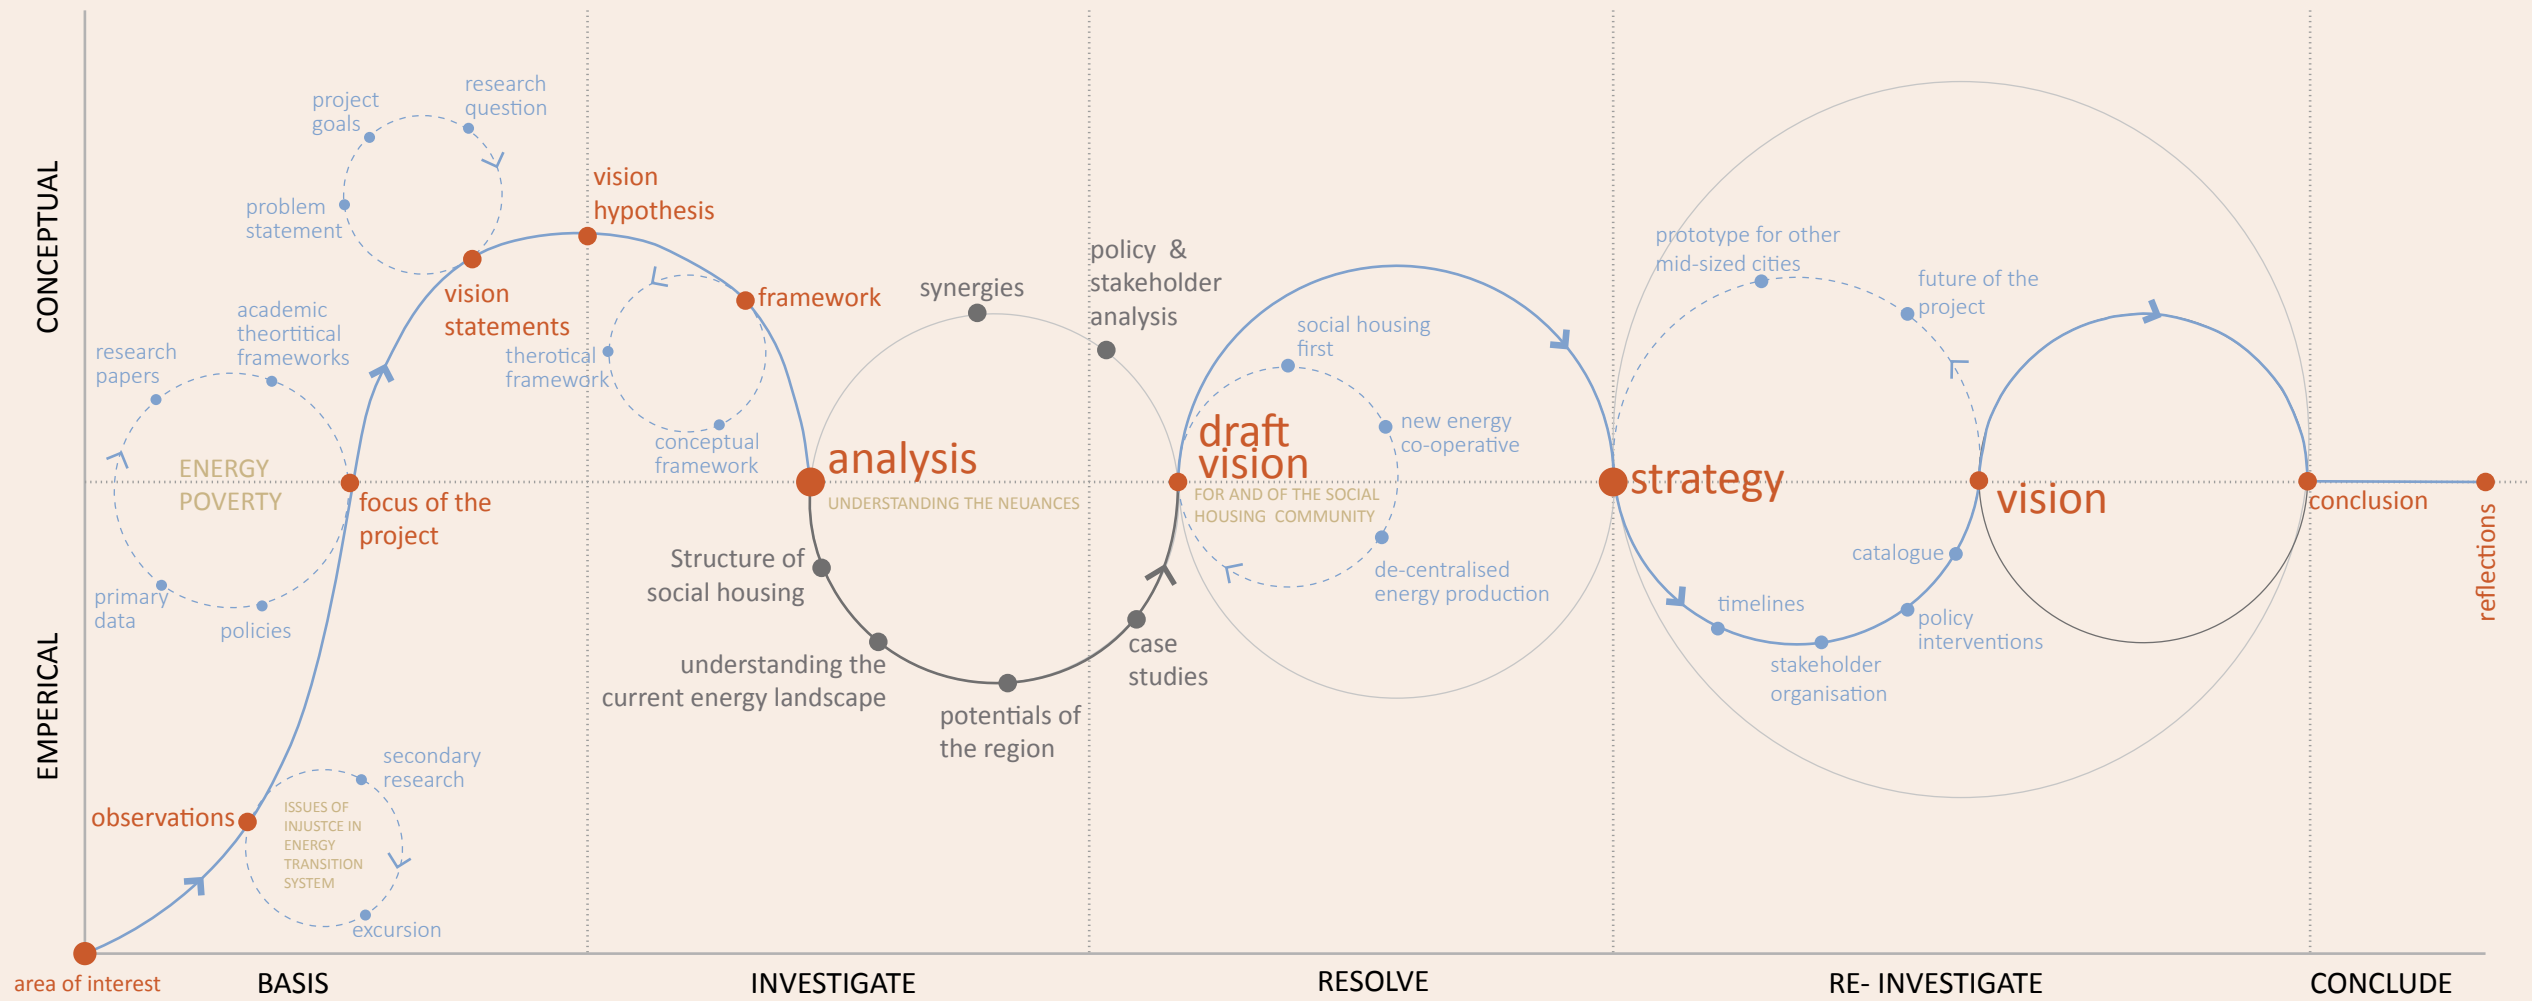 CONCEPTUAL
EMPERICAL
research
question
project
goals
problem
statement
vision
statements
vision
hypothesis
academic
theortitical
frameworks
research
papers
ENERGY
POVERTY
focus of the
project
primary
data
policies
observations
secondary
research
ISSUES OF
INJUSTCE IN
ENERGY
TRANSITION
SYSTEM
excursion
area of interest
framework
therotical
framework
conceptual
framework
synergies
policy &
stakeholder
analysis
analysis
UNDERSTANDING THE NEUANCES
Structure of
social housing
understanding the
current energy landscape
potentials of
the region
case
studies
draft
vision
FOR AND OF THE SOCIAL
HOUSING COMMUNITY
social housing
first
new energy
co-operative
de-centralised
energy production
strategy
prototype for other
mid-sized cities
future of the
project
catalogue
timelines
policy
interventions
stakeholder
organisation
vision
conclusion
reflections
BASIS
INVESTIGATE
RESOLVE
RE- INVESTIGATE
CONCLUDE